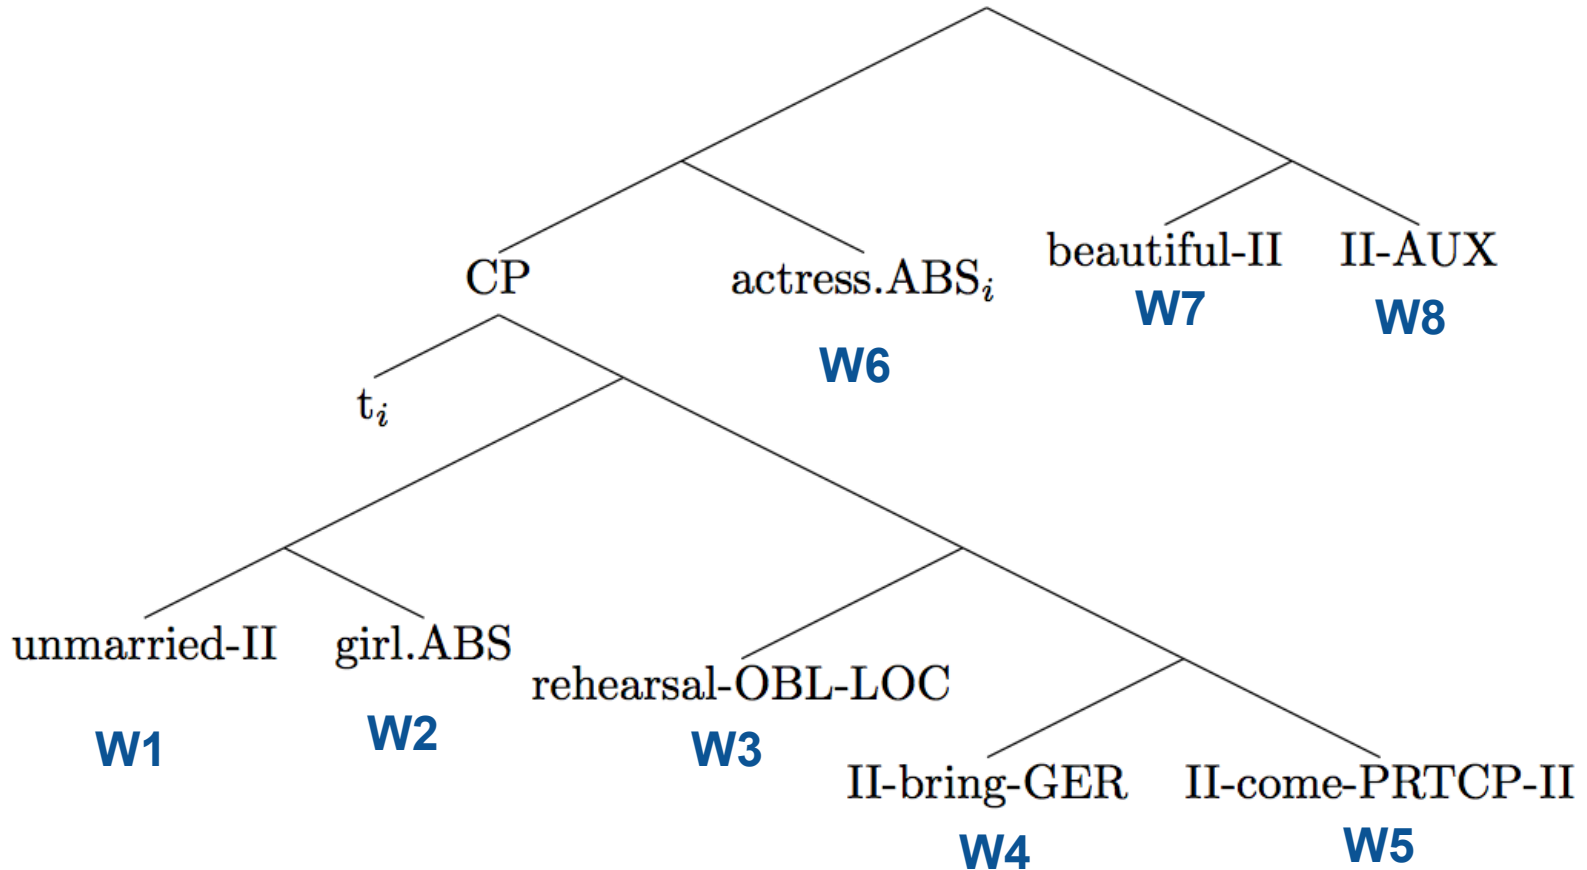 beautiful-II II-AUX
CP actress.ABSi
W7 W8
W6
ti
unmarried-II girl.ABS
rehearsal-OBL-LOC
W1 W2 W3
II-bring-GER II-come-PRTCP-II
W4 W5